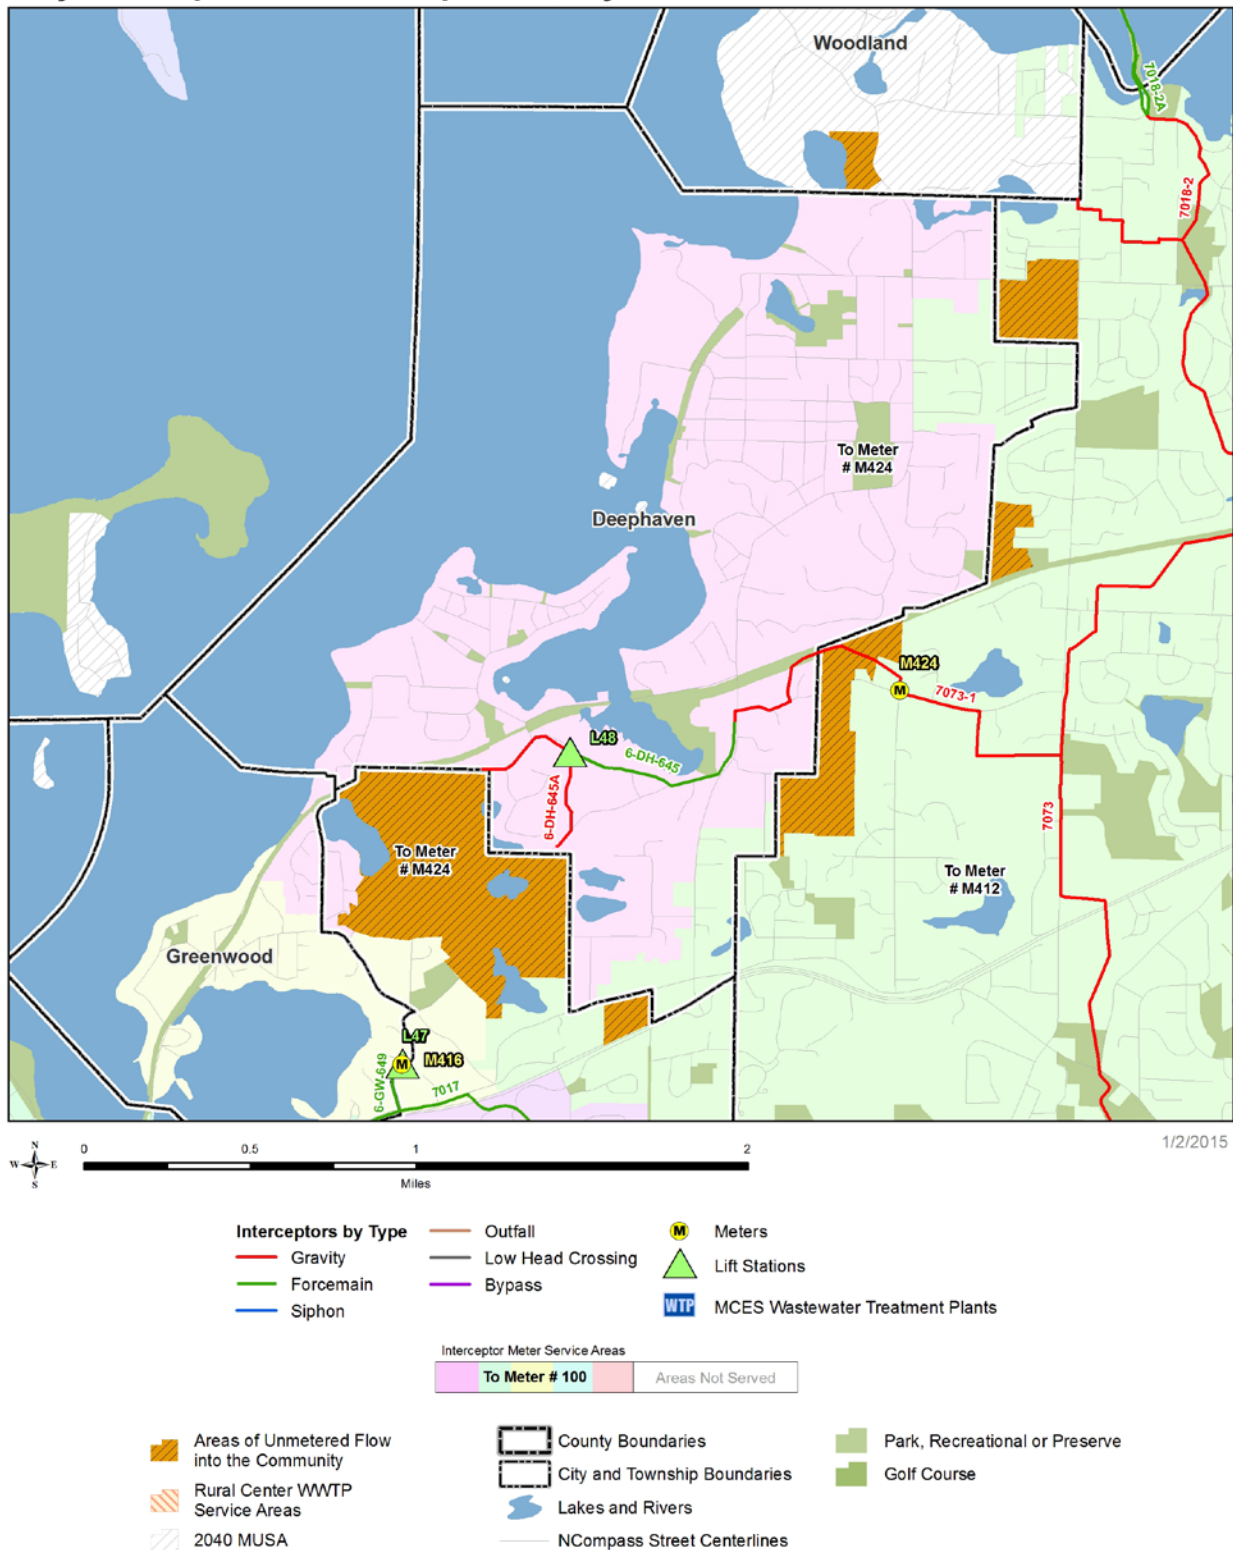 Woodland
7018-2A
7018-2
To Meter
# M424
Deephaven
M424
M
7073-1
L48
6-DH-645
6-DH-645A
7073
To Meter
# M424
To Meter
# M412
Greenwood
L47
M
M416
6-GW-649
7017
1/2/2015
N
W
E
S
0
0.5
1
2
Miles
Interceptors by Type
Gravity
Forcemain
Siphon
Outfall
Low Head Crossing
Bypass
M
Meters
Lift Stations
WTP
MCES Wastewater Treatment Plants
Interceptor Meter Service Areas
To Meter # 100
Areas Not Served
Areas of Unmetered Flow
into the Community
Rural Center WWTP
Service Areas
2040 MUSA
County Boundaries
City and Township Boundaries
Lakes and Rivers
NCompass Street Centerlines
Park, Recreational or Preserve
Golf Course